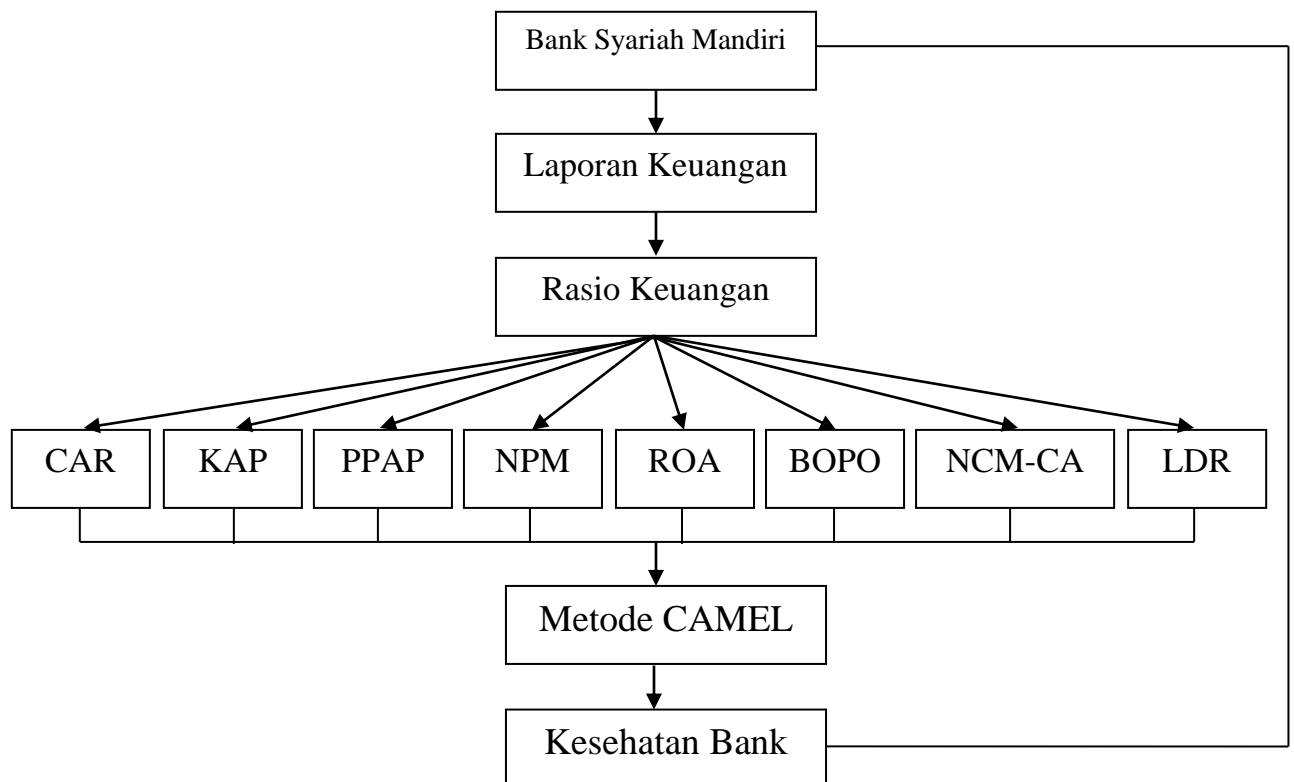 Bank Syariah Mandiri
Laporan Keuangan
Rasio Keuangan
CAR
KAP
PPAP
NPM
ROA
BOPO
NCM-CA
LDR
Metode CAMEL
Kesehatan Bank